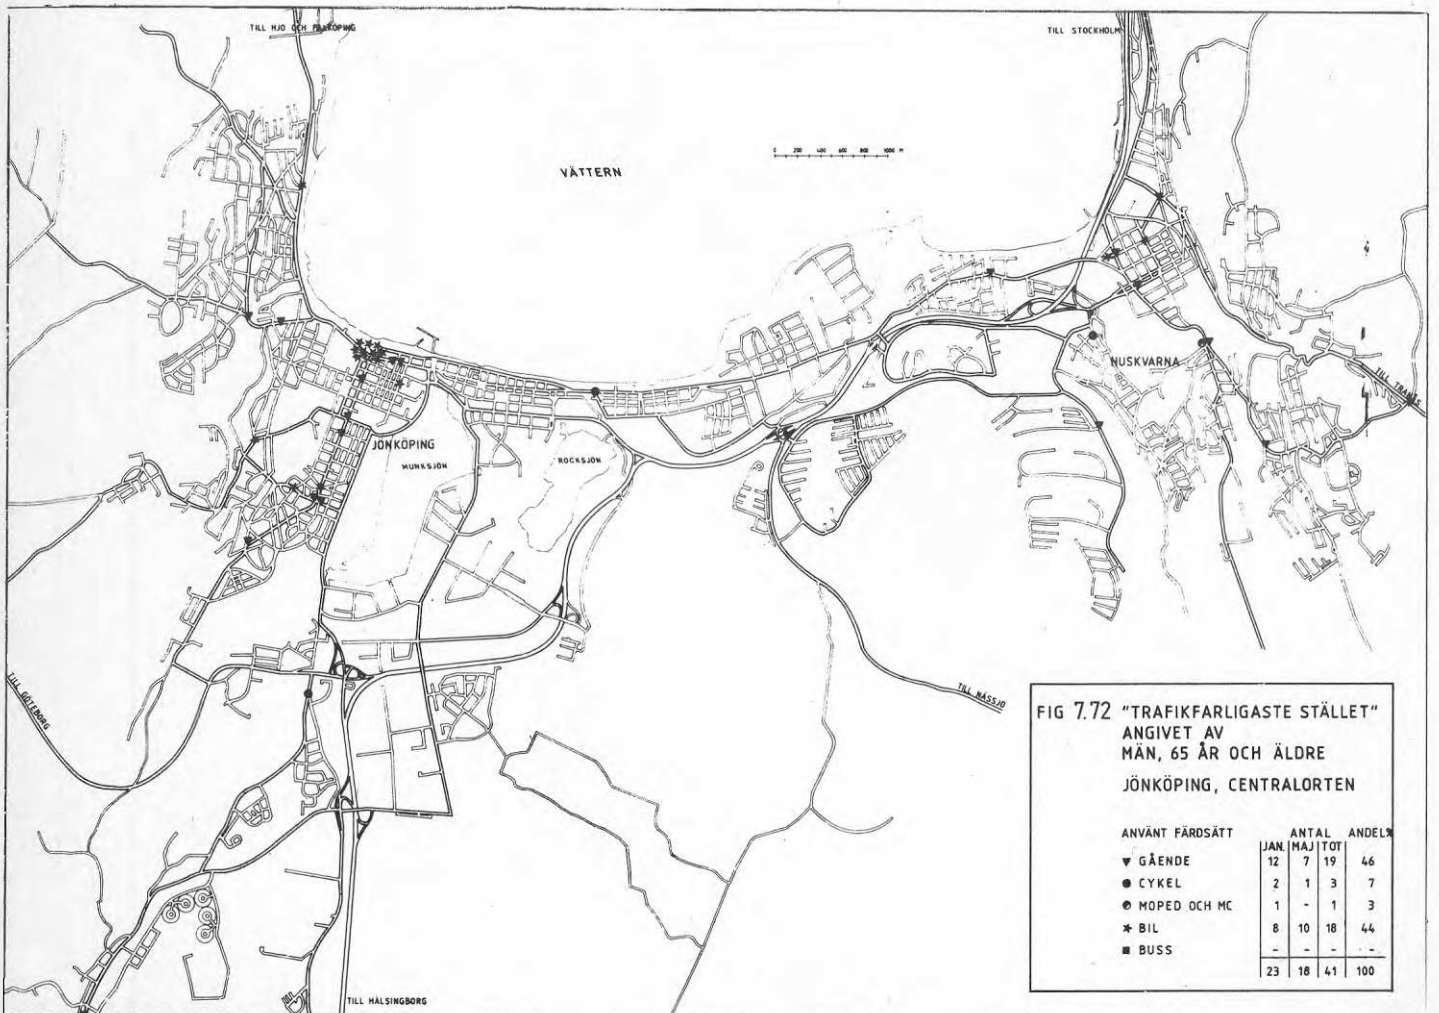 TILL HJO OCH FALKÖPING
TILL STOCKHOLM
0 200 400 600 800 1000 M
VÄTTERN
HUSKVARNA
TILL TRANÅS
JÖNKÖPING
MUNKSJÖN
ROCKSJÖN
TILL GÖTEBORG
TILL NÄSSJÖ
TILL HÄLSINGBORG
FIG 7.72 "TRAFIKFARLIGASTE STÄLLET"
ANGIVET AV
MÄN, 65 ÅR OCH ÄLDRE
JÖNKÖPING, CENTRALORTEN
ANVÄNT FÄRDSÄTT ANTAL ANDEL%
JAN. MAJ TOT
GÅENDE 12 7 19 46
CYKEL 2 1 3 7
MOPED OCH MC 1 - 1 3
BIL 8 10 18 44
BUSS - - - -
23 18 41 100